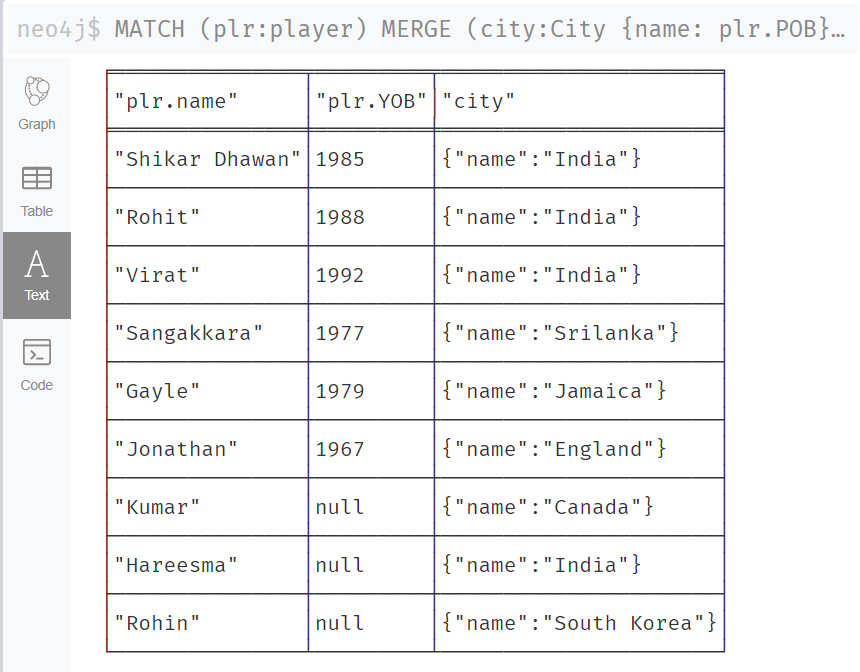 neo4j$ MATCH (plr:player) MERGE (city:City {name: plr.POB}…
Graph
Table
Text
Code
"plr.name" "plr.YOB" "city"
"Shikar Dhawan" 1985 {"name":"India"}
"Rohit" 1988 {"name":"India"}
"Virat" 1992 {"name":"India"}
"Sangakkara" 1977 {"name":"Srilanka"}
"Gayle" 1979 {"name":"Jamaica"}
"Jonathan" 1967 {"name":"England"}
"Kumar" null {"name":"Canada"}
"Hareesma" null {"name":"India"}
"Rohin" null {"name":"South Korea"}